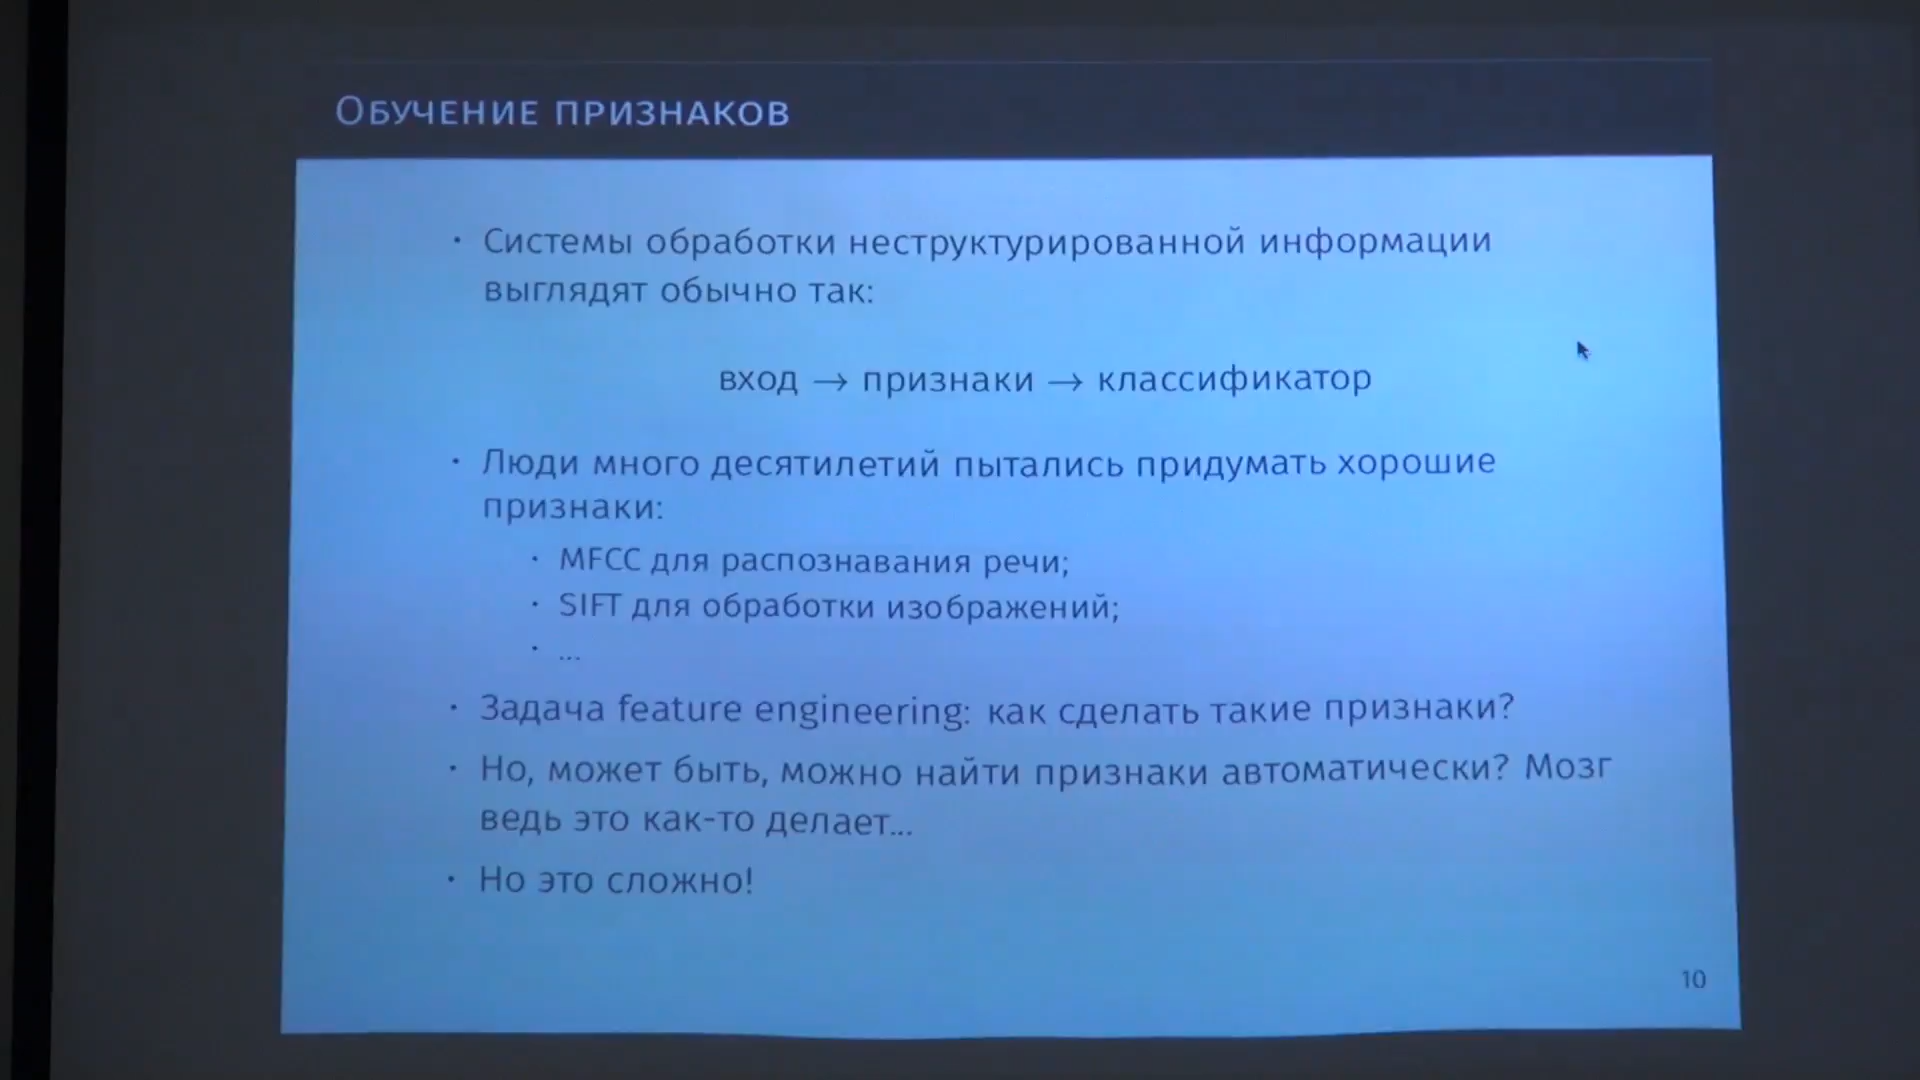 Обучение признаков
· Системы обработки неструктурированной информации
выглядят обычно так:
вход → признаки → классификатор
· Люди много десятилетий пытались придумать хорошие
признаки:
· MFCC для распознавания речи;
· SIFT для обработки изображений;
· ...
· Задача feature engineering: как сделать такие признаки?
· Но, может быть, можно найти признаки автоматически? Мозг
ведь это как-то делает...
· Но это сложно!
10